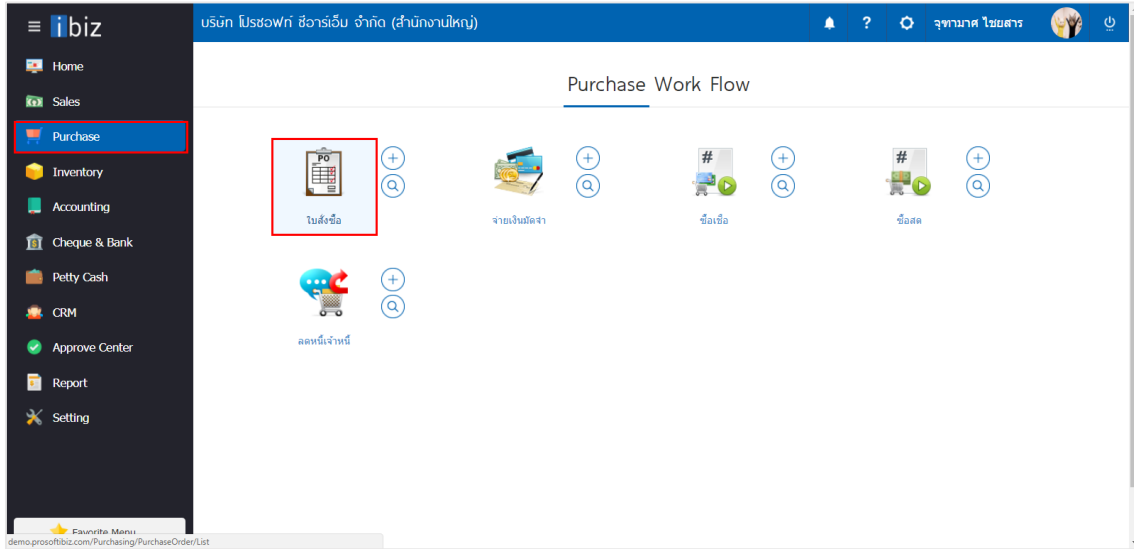 ≡ ibiz
บริษัท โปรซอฟท์ ซีอาร์เอ็ม จำกัด (สำนักงานใหญ่)
?
จุฑามาศ ไชยสาร
Home
Sales
Purchase
Inventory
Accounting
Cheque & Bank
Petty Cash
CRM
Approve Center
Report
Setting
Favorite Menu
Purchase Work Flow
PO
#
#
ใบสั่งซื้อ
จ่ายเงินมัดจำ
ซื้อเชื่อ
ซื้อสด
ลดหนี้เจ้าหนี้
demo.prosoftibiz.com/Purchasing/PurchaseOrder/List